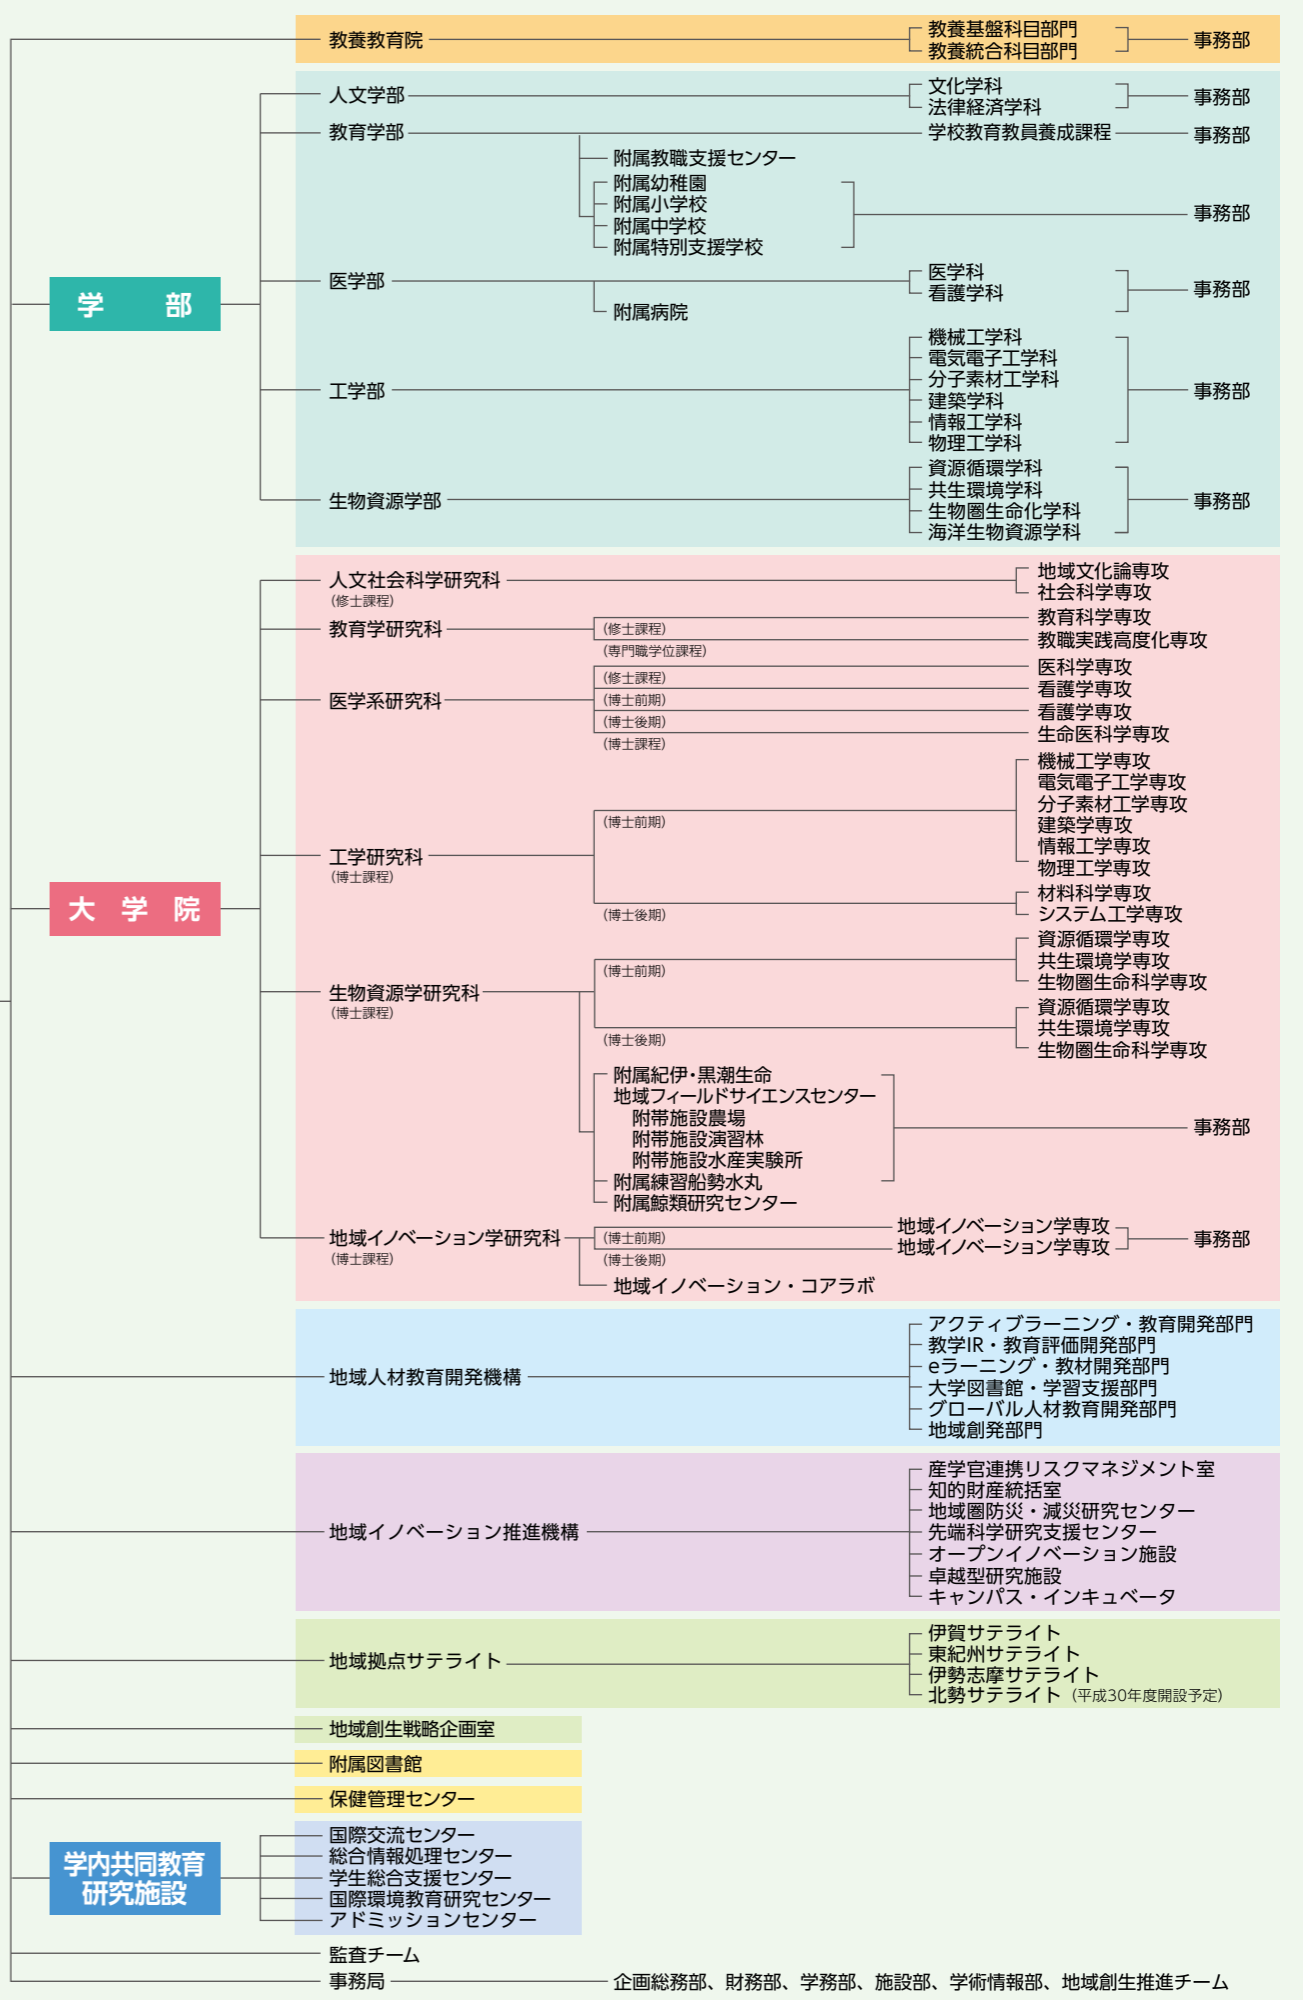 教養教育院
教養基盤科目部門
教養統合科目部門
事務部
学　部
人文学部
文化学科
法律経済学科
事務部
教育学部
学校教育教員養成課程
事務部
附属教職支援センター
附属幼稚園
附属小学校
附属中学校
附属特別支援学校
事務部
医学部
医学科
看護学科
附属病院
事務部
工学部
機械工学科
電気電子工学科
分子素材工学科
建築学科
情報工学科
物理工学科
事務部
生物資源学部
資源循環学科
共生環境学科
生物圏生命化学科
海洋生物資源学科
事務部
大 学 院
人文社会科学研究科
(修士課程)
地域文化論専攻
社会科学専攻
教育学研究科
(修士課程)
教育科学専攻
(専門職学位課程)
教職実践高度化専攻
医学系研究科
(修士課程)
医科学専攻
(博士前期)
看護学専攻
(博士後期)
看護学専攻
(博士課程)
生命医科学専攻
工学研究科
(博士課程)
(博士前期)
機械工学専攻
電気電子工学専攻
分子素材工学専攻
建築学専攻
情報工学専攻
物理工学専攻
(博士後期)
材料科学専攻
システム工学専攻
生物資源学研究科
(博士課程)
(博士前期)
資源循環学専攻
共生環境学専攻
生物圏生命科学専攻
(博士後期)
資源循環学専攻
共生環境学専攻
生物圏生命科学専攻
附属紀伊・黒潮生命
地域フィールドサイエンスセンター
附帯施設農場
附帯施設演習林
附帯施設水産実験所
附属練習船勢水丸
附属鯨類研究センター
事務部
地域イノベーション学研究科
(博士課程)
(博士前期)
地域イノベーション学専攻
(博士後期)
地域イノベーション学専攻
事務部
地域イノベーション・コアラボ
地域人材教育開発機構
アクティブラーニング・教育開発部門
教学IR・教育評価開発部門
eラーニング・教材開発部門
大学図書館・学習支援部門
グローバル人材教育開発部門
地域創発部門
地域イノベーション推進機構
産学官連携リスクマネジメント室
知的財産統括室
地域圏防災・減災研究センター
先端科学研究支援センター
オープンイノベーション施設
卓越型研究施設
キャンパス・インキュベータ
地域拠点サテライト
伊賀サテライト
東紀州サテライト
伊勢志摩サテライト
北勢サテライト (平成30年度開設予定)
地域創生戦略企画室
附属図書館
保健管理センター
学内共同教育
研究施設
国際交流センター
総合情報処理センター
学生総合支援センター
国際環境教育研究センター
アドミッションセンター
監査チーム
事務局
企画総務部、財務部、学務部、施設部、学術情報部、地域創生推進チーム